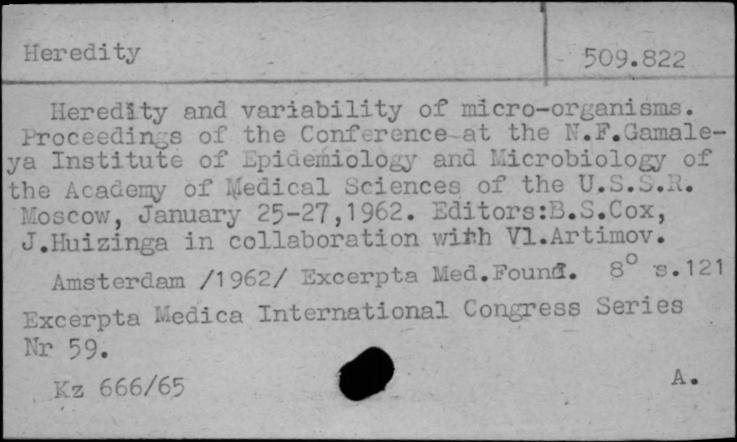 Heredity
509.822
Heredity and variability of micro-organisms.
Proceedings of the Conference at the N.F.Gamale-
ya Institute of Epidemiology and Microbiology of
the Academy of Medical Sciences of the U.S.S.R.
Moscow, January 25-27,1962. Editors:B.S.Cox,
J.Huizinga in collaboration with Vl.Artimov.
Amsterdam /1962/ Excerpta Med.Found. 8° s.121
Excerpta Medica International Congress Series
Nr 59.
Kz 666/65
A.